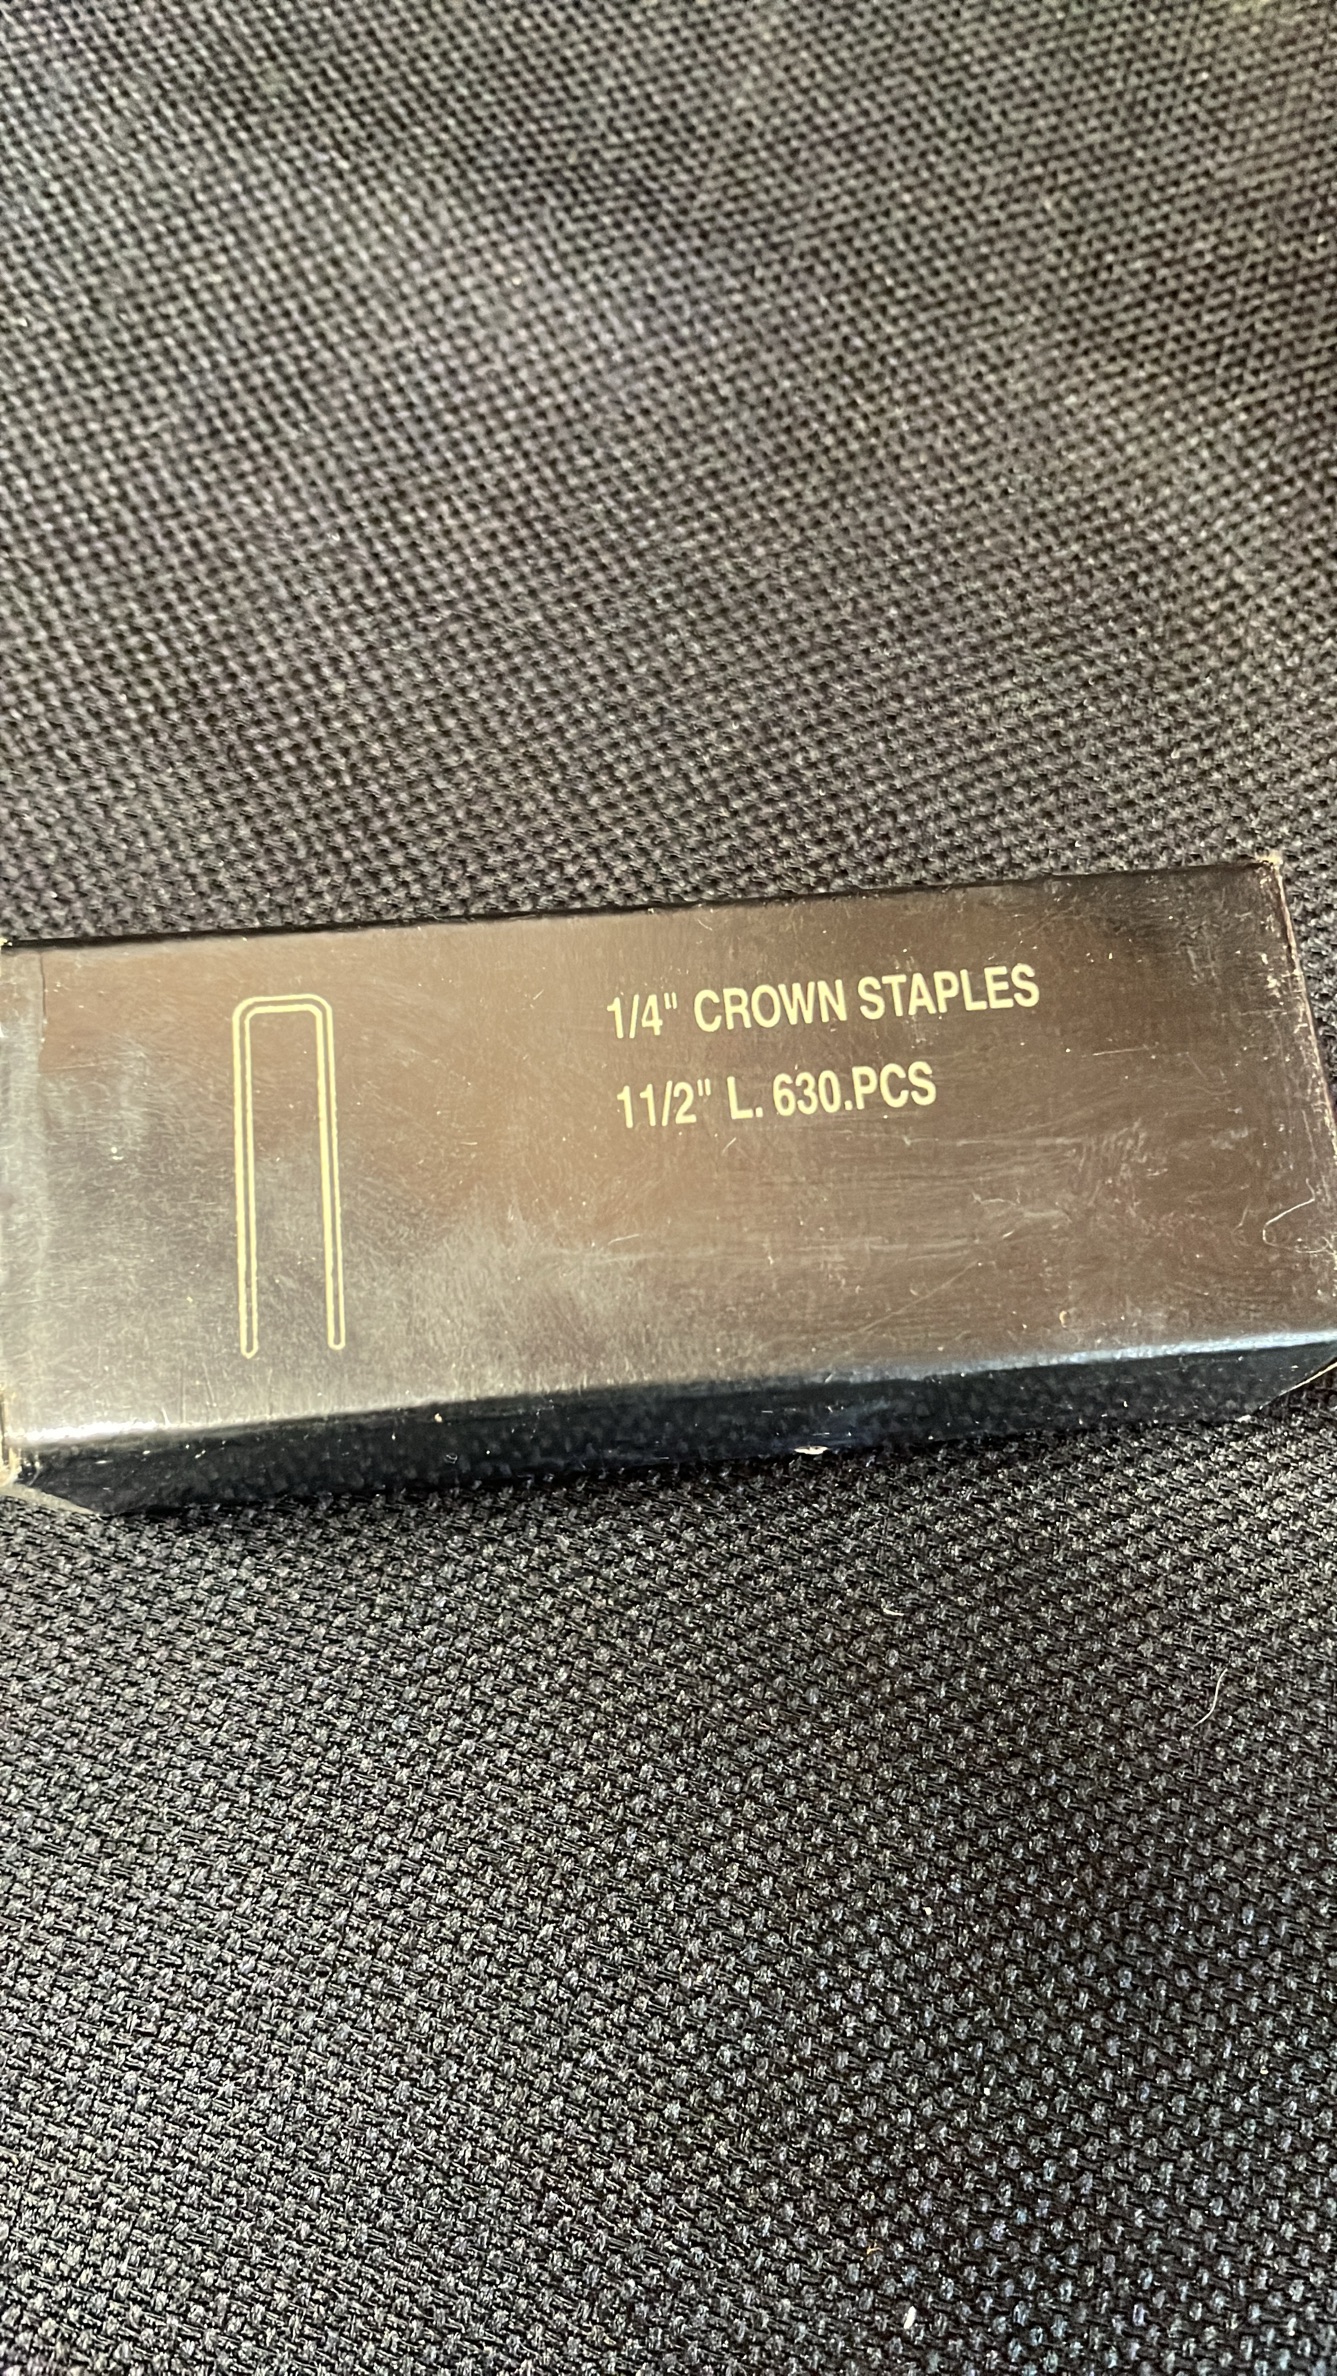 1/4" CROWN STAPLES
11/2" L. 630.PCS